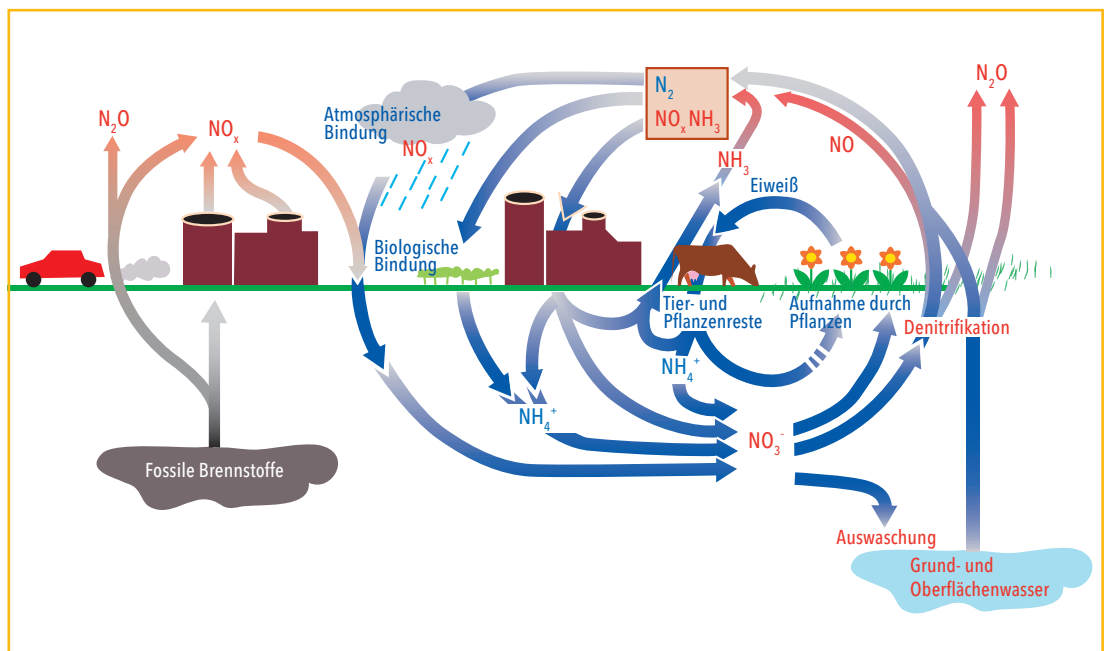 N₂O
NOₓ
Atmosphärische
Bindung
NOₓ
N₂
NOₓ NH₃
NH₃
NO
N₂O
Eiweiß
Biologische
Bindung
Tier- und
Pflanzenreste
Aufnahme durch
Pflanzen
Denitrifikation
NH₄⁺
NH₄⁺
NO₃⁻
Fossile Brennstoffe
Auswaschung
Grund- und
Oberflächenwasser